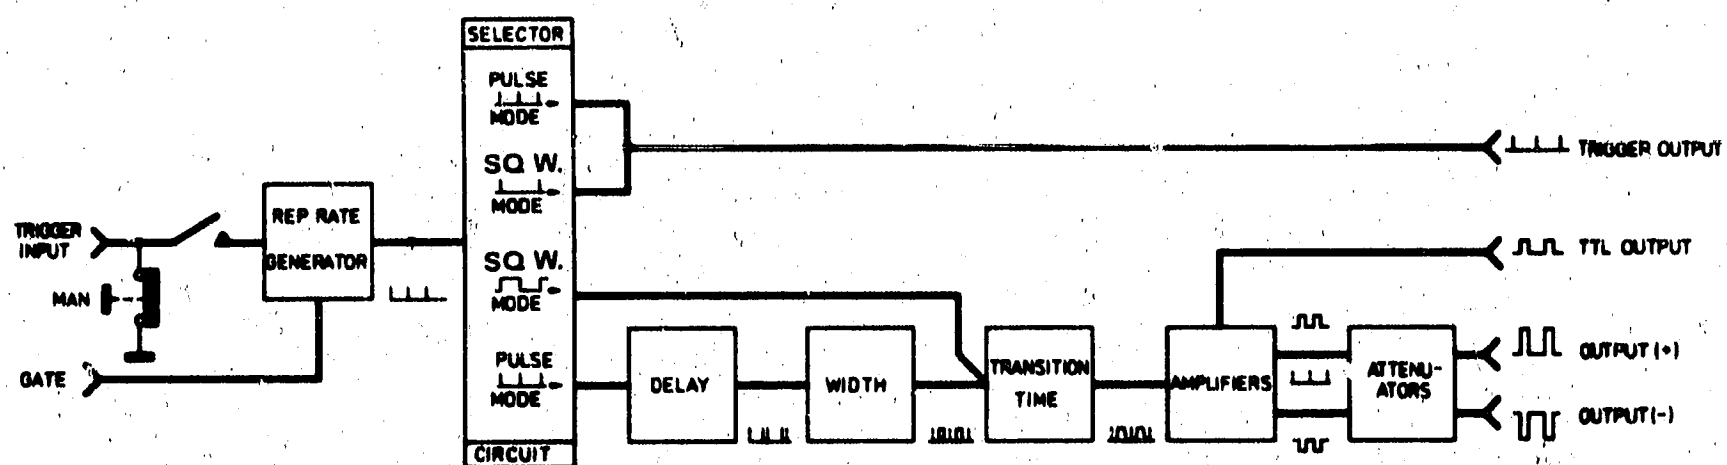 SELECTOR
PULSE
MODE
SQ W.
MODE
SQ W.
MODE
PULSE
MODE
CIRCUIT
TRIGGER
INPUT
MAN
GATE
REP RATE
GENERATOR
DELAY
WIDTH
TRANSITION
TIME
AMPLIFIERS
ATTENU-
ATORS
TRIGGER OUTPUT
TTL OUTPUT
OUTPUT (+)
OUTPUT (-)